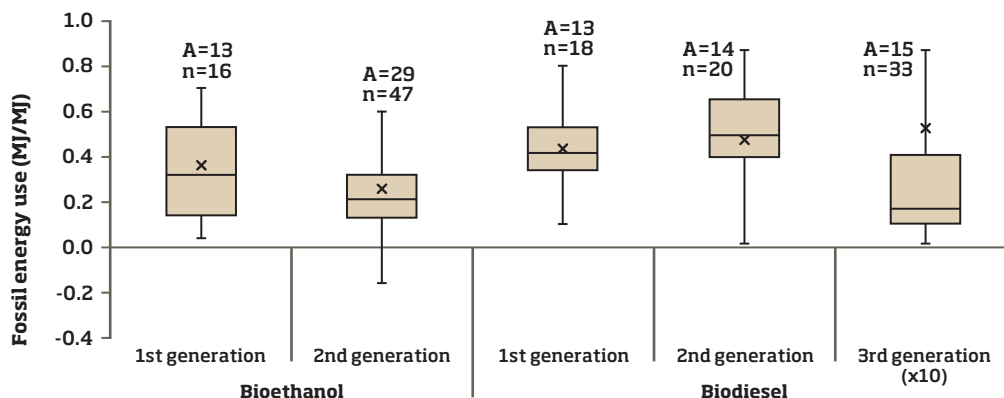 Fossil energy use (MJ/MJ)
1.0
0.8
0.6
0.4
0.2
0.0
-0.2
-0.4
A=13
n=16
A=29
n=47
A=13
n=18
A=14
n=20
A=15
n=33
1st generation
2nd generation
1st generation
2nd generation
3rd generation
(x10)
Bioethanol
Biodiesel